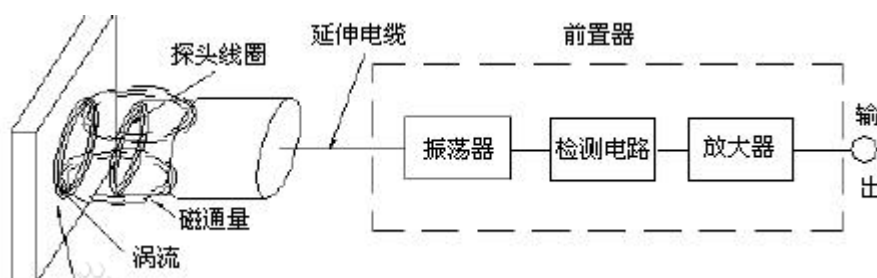 延伸电缆
前置器
探头线圈
振荡器
检测电路
放大器
输
出
磁通量
涡流